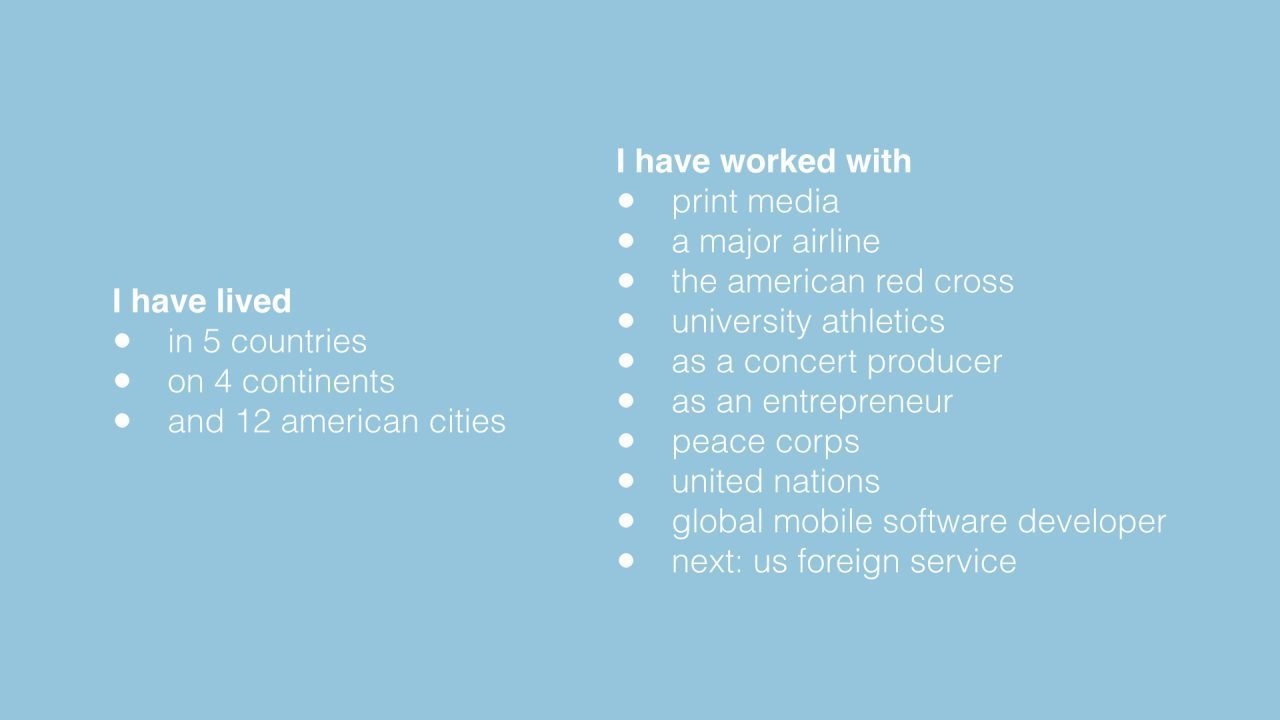 I have lived
● in 5 countries
● on 4 continents
● and 12 american cities
I have worked with
● print media
● a major airline
● the american red cross
● university athletics
● as a concert producer
● as an entrepreneur
● peace corps
● united nations
● global mobile software developer
● next: us foreign service